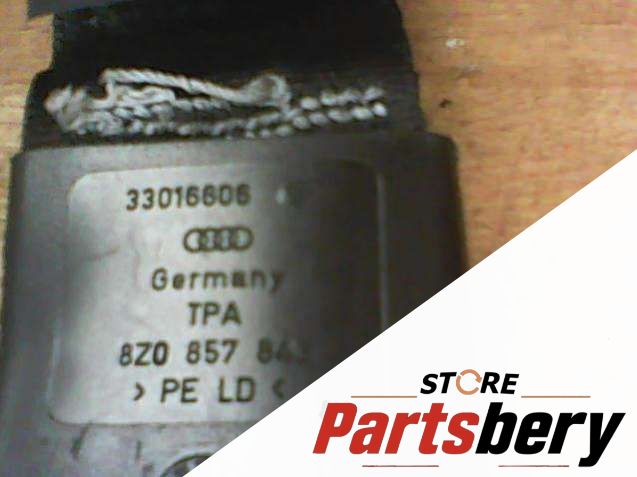 33016606
Germany
TPA
8Z0 857
> PE LD <
STORE
Partsbery